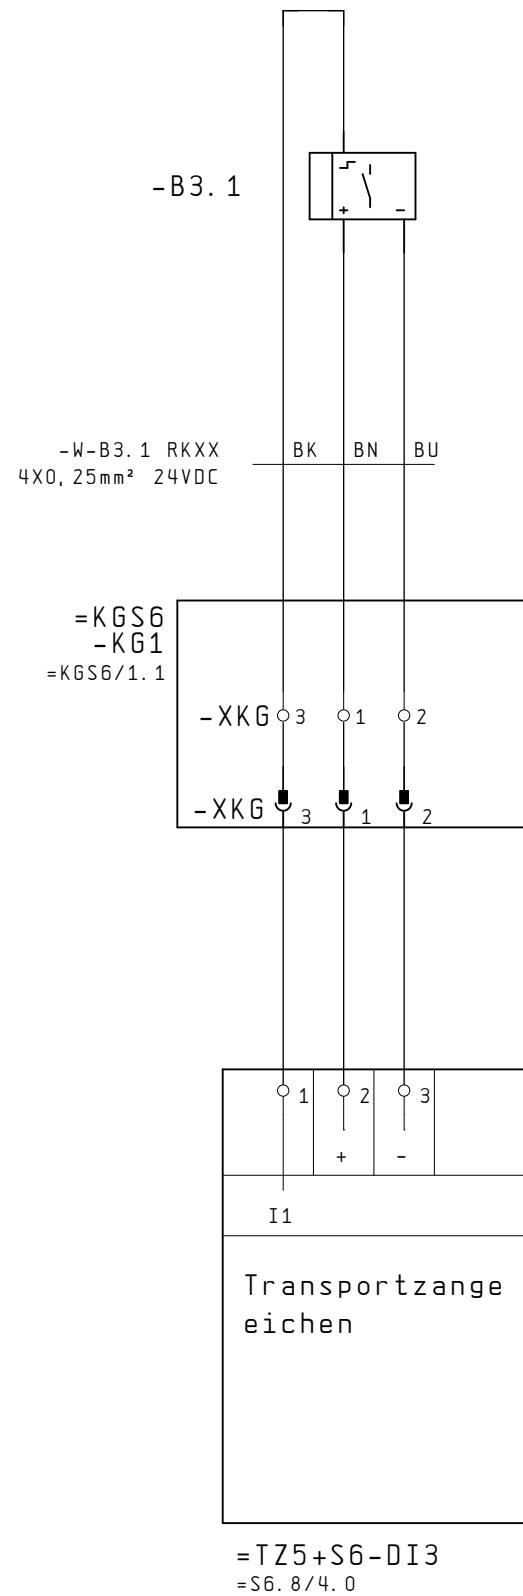 -B3.1
+ -
-W-B3.1 RKXX BK BN BU
4X0,25mm² 24VDC
=KGS6
-KG1
=KGS6/1.1
-XKG 3 1 2
-XKG 3 1 2
1 2 3
+ -
I1
Transportzange
eichen
=TZ5+S6-DI3
=S6.8/4.0